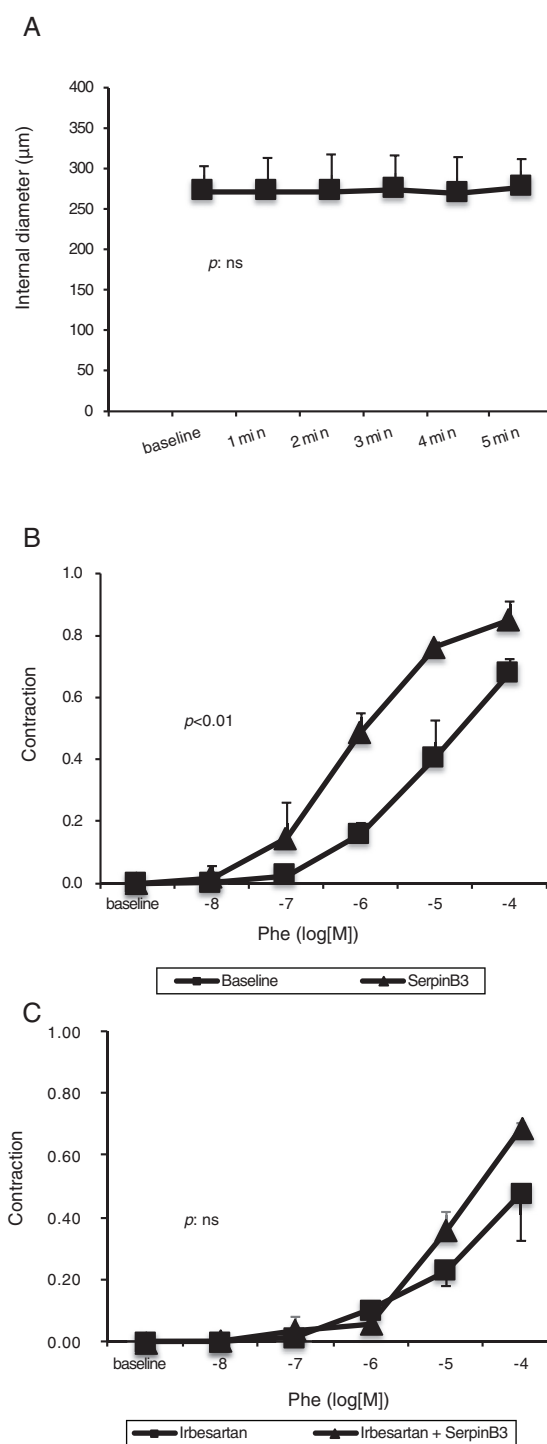 A
400
350
300
250
200
150
100
50
0
Internal diameter (µm)
p: ns
baseline 1 min 2 min 3 min 4 min 5 min
B
1.0
0.8
0.6
0.4
0.2
0.0
Contraction
p<0.01
baseline -8 -7 -6 -5 -4
Phe (log[M])
Baseline SerpinB3
C
1.00
0.80
0.60
0.40
0.20
0.00
Contraction
p: ns
baseline -8 -7 -6 -5 -4
Phe (log[M])
Irbesartan Irbesartan + SerpinB3